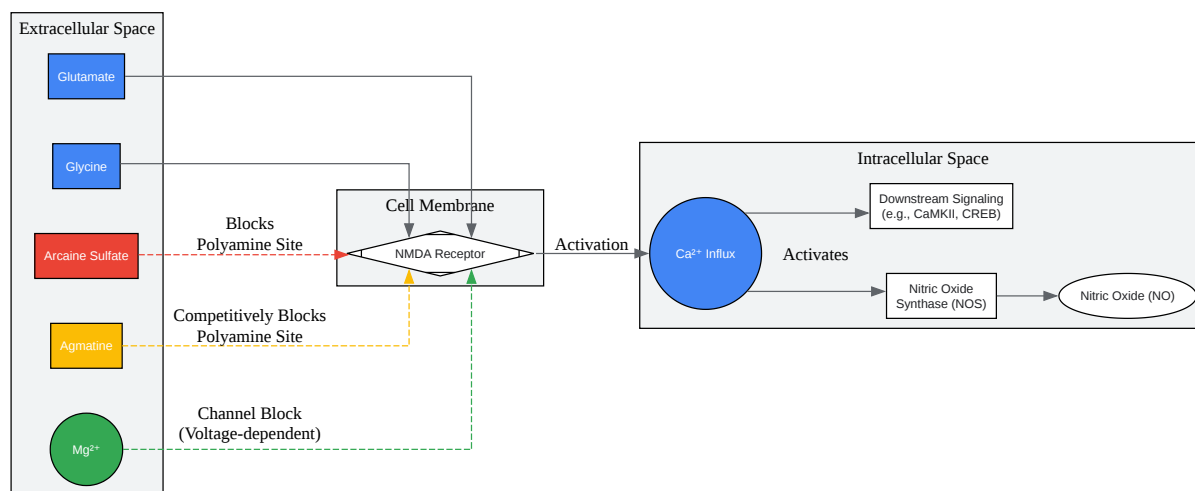 Extracellular Space
Glutamate
Glycine
Arcaine Sulfate
Agmatine
Mg²⁺
Blocks
Polyamine Site
Competitively Blocks
Polyamine Site
Channel Block
(Voltage-dependent)
Cell Membrane
NMDA Receptor
Activation
Intracellular Space
Ca²⁺ Influx
Downstream Signaling
(e.g., CaMKII, CREB)
Activates
Nitric Oxide
Synthase (NOS)
Nitric Oxide (NO)